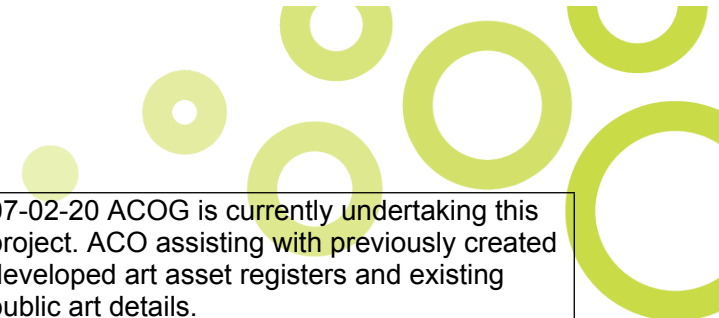 07-02-20 ACOG is currently undertaking this
project. ACO assisting with previously created
developed art asset registers and existing
public art details.